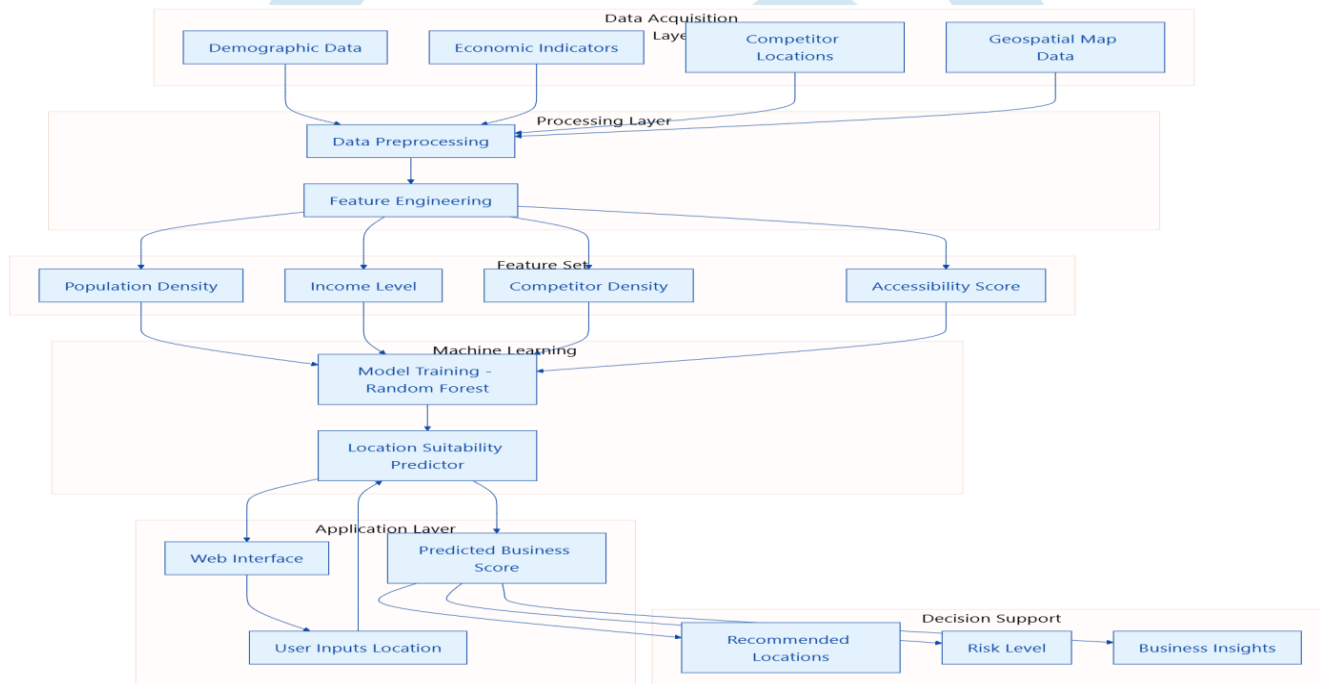 Data Acquisition
Layer
Demographic Data
Economic Indicators
Competitor
Locations
Geospatial Map
Data
Processing Layer
Data Preprocessing
Feature Engineering
Feature Set
Population Density
Income Level
Competitor Density
Accessibility Score
Machine Learning
Model Training -
Random Forest
Location Suitability
Predictor
Application Layer
Web Interface
Predicted Business
Score
User Inputs Location
Decision Support
Recommended
Locations
Risk Level
Business Insights